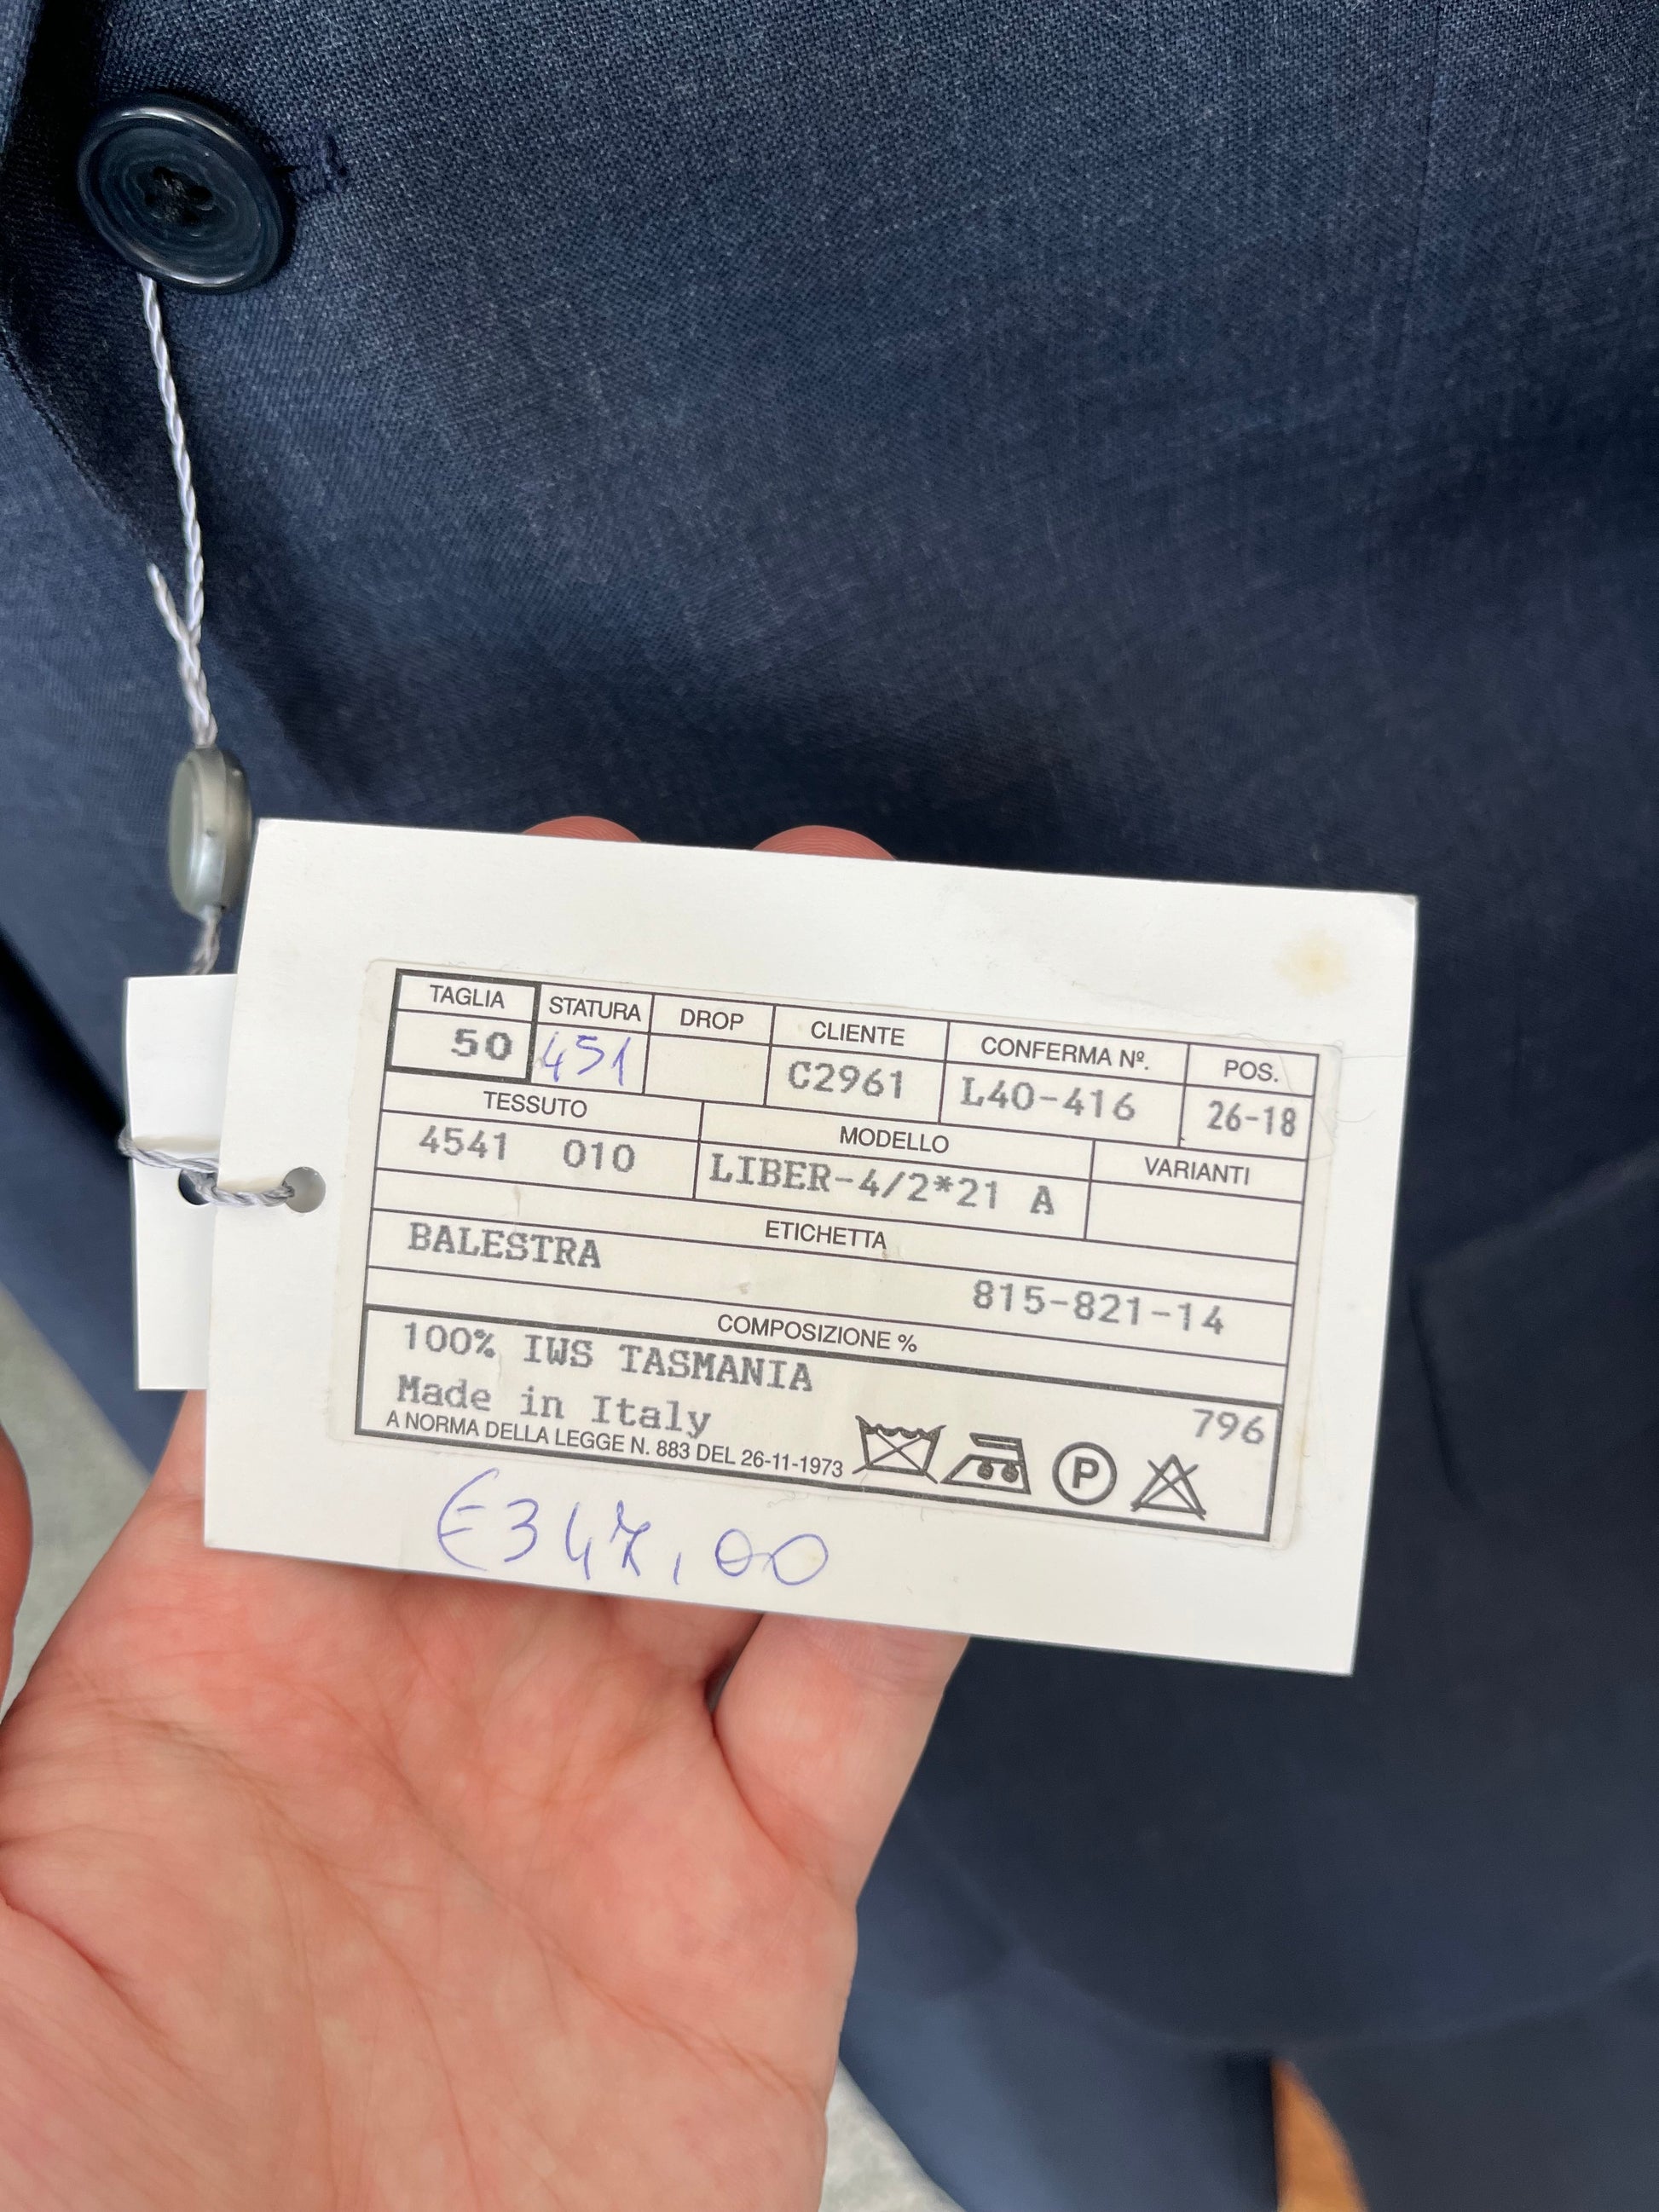 TAGLIA STATURA DROP CLIENTE CONFERMA Nº. POS.
50 451 C2961 L40-416 26-18
TESSUTO MODELLO VARIANTI
4541 010 LIBER-4/2*21 A
ETICHETTA
BALESTRA 815-821-14
COMPOSIZIONE %
100% IWS TASMANIA
Made in Italy 796
A NORMA DELLA LEGGE N. 883 DEL 26-11-1973 P
€347,00